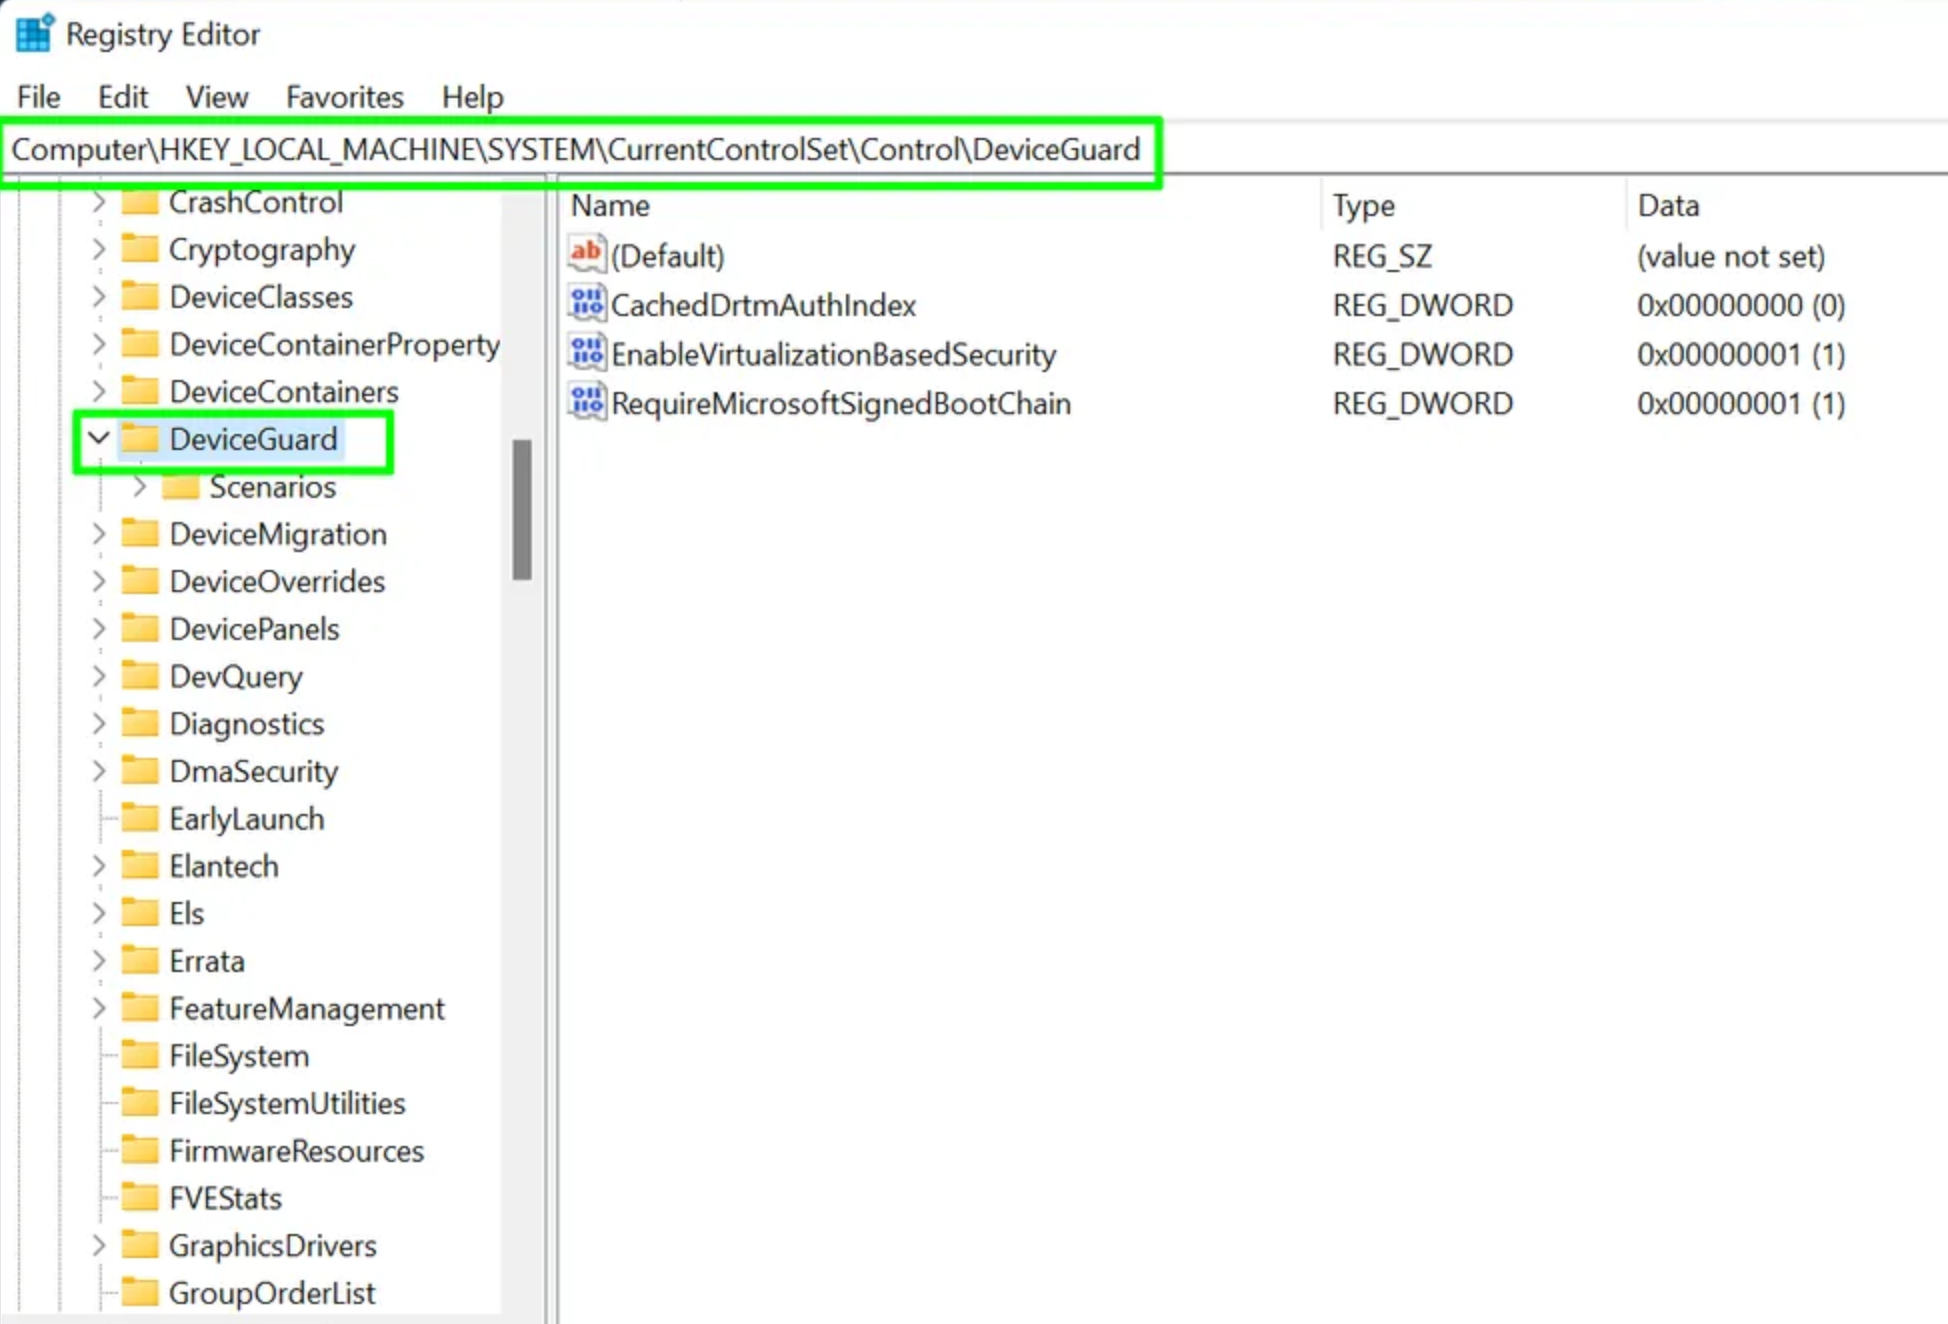 Registry Editor
File Edit View Favorites Help
Computer\HKEY_LOCAL_MACHINE\SYSTEM\CurrentControlSet\Control\DeviceGuard
CrashControl
Cryptography
DeviceClasses
DeviceContainerProperty
DeviceContainers
DeviceGuard
Scenarios
DeviceMigration
DeviceOverrides
DevicePanels
DevQuery
Diagnostics
DmaSecurity
EarlyLaunch
Elantech
Els
Errata
FeatureManagement
FileSystem
FileSystemUtilities
FirmwareResources
FVEStats
GraphicsDrivers
GroupOrderList
Name Type Data
(Default) REG_SZ (value not set)
CachedDrtmAuthIndex REG_DWORD 0x00000000 (0)
EnableVirtualizationBasedSecurity REG_DWORD 0x00000001 (1)
RequireMicrosoftSignedBootChain REG_DWORD 0x00000001 (1)